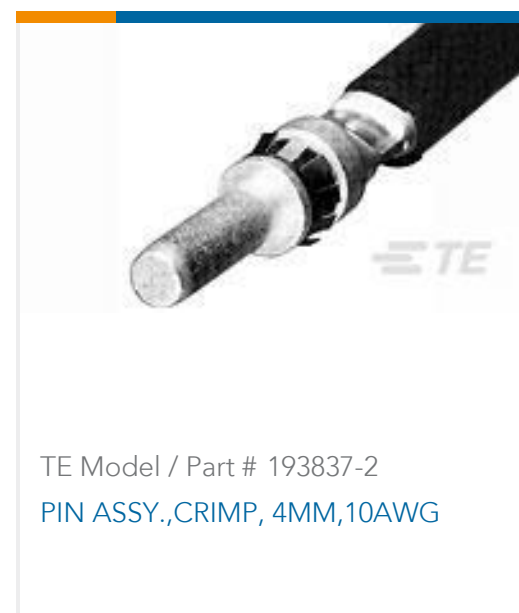 TE
TE Model / Part # 193837-2
PIN ASSY.,CRIMP, 4MM,10AWG